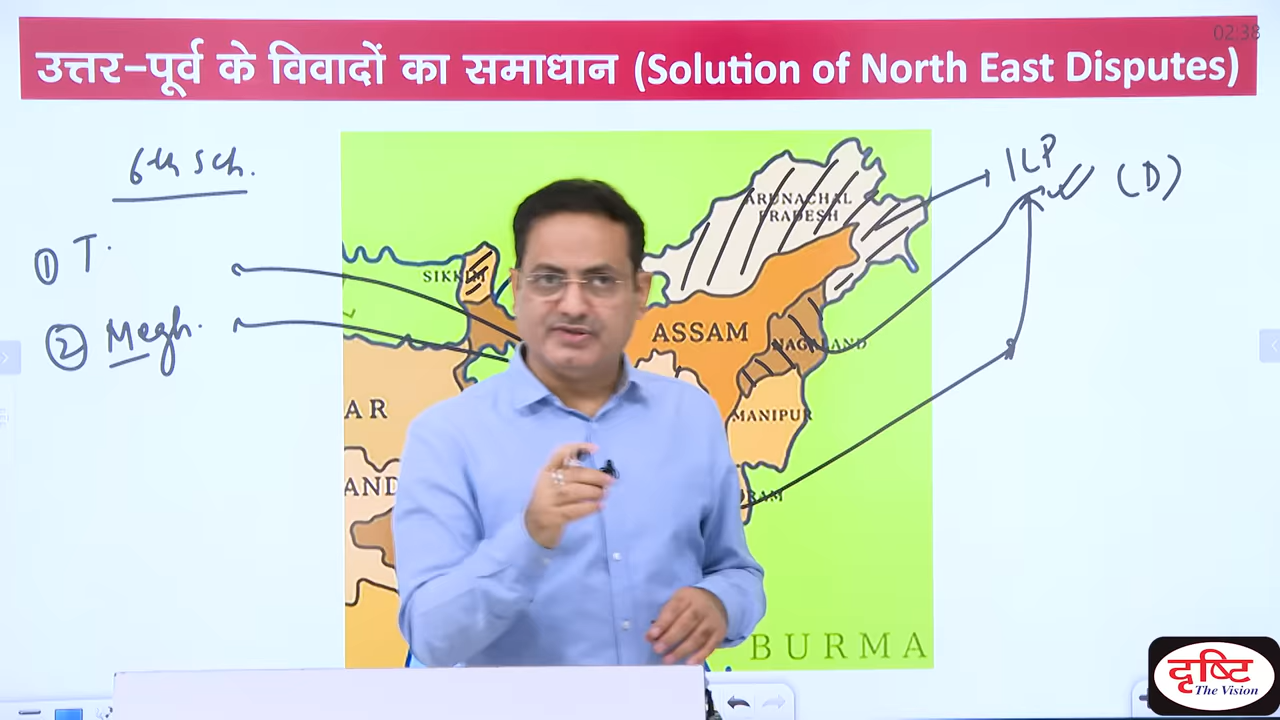 02:38
उत्तर-पूर्व के विवादों का समाधान (Solution of North East Disputes)
6th Sch.
ILP
(D)
① T.
② Megh.
ARUNACHAL
PRADESH
SIKKIM
ASSAM
NAGALAND
MANIPUR
AR
AND
RAM
BURMA
दृष्टि
The Vision